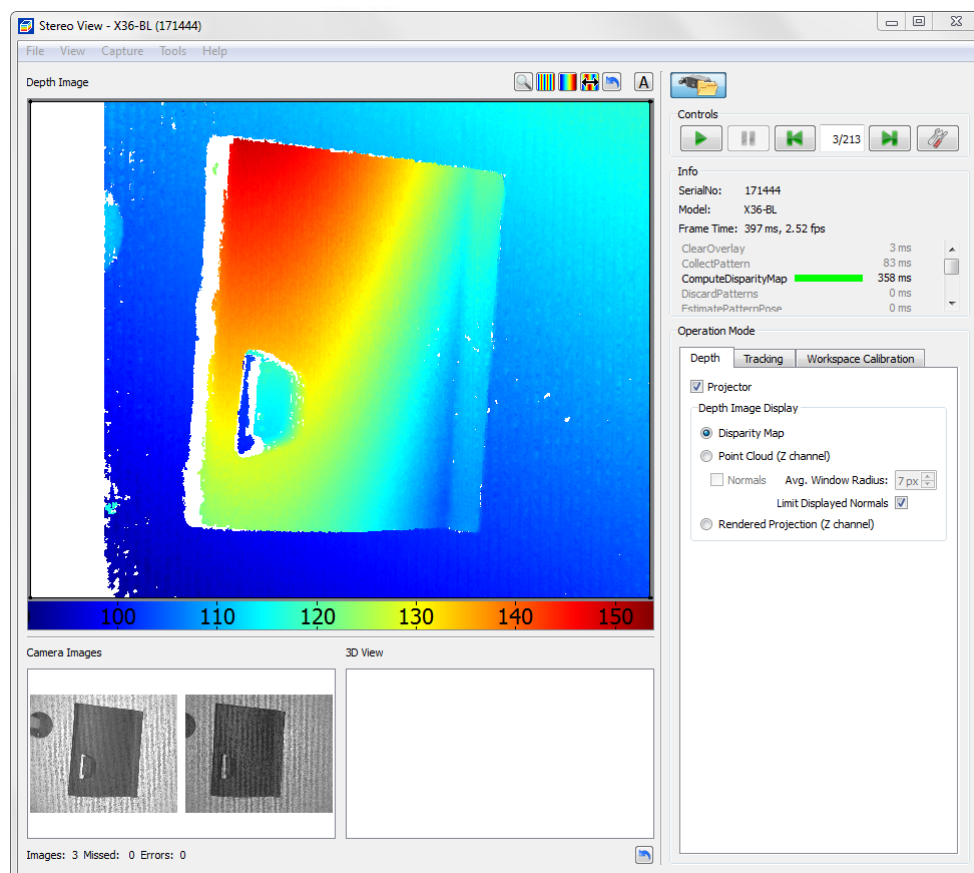 Stereo View - X36-BL (171444)
File View Capture Tools Help
Depth Image
A
100 110 120 130 140 150
Camera Images
3D View
Images: 3 Missed: 0 Errors: 0
Controls
3/213
Info
SerialNo: 171444
Model: X36-BL
Frame Time: 397 ms, 2.52 fps
ClearOverlay 3 ms
CollectPattern 83 ms
ComputeDisparityMap 358 ms
DiscardPatterns 0 ms
EstimatePatternPose 0 ms
Operation Mode
Depth Tracking Workspace Calibration
Projector
Depth Image Display
Disparity Map
Point Cloud (Z channel)
Normals Avg. Window Radius: 7 px
Limit Displayed Normals
Rendered Projection (Z channel)